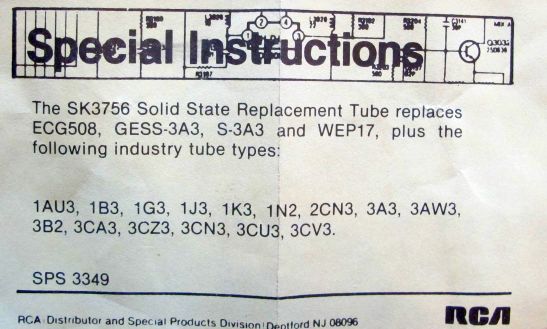 Special Instructions
The SK3756 Solid State Replacement Tube replaces
ECG508, GESS-3A3, S-3A3 and WEP17, plus the
following industry tube types:
1AU3, 1B3, 1G3, 1J3, 1K3, 1N2, 2CN3, 3A3, 3AW3,
3B2, 3CA3, 3CZ3, 3CN3, 3CU3, 3CV3.
SPS 3349
RCA Distributor and Special Products Division Deptford NJ 08096
RCA